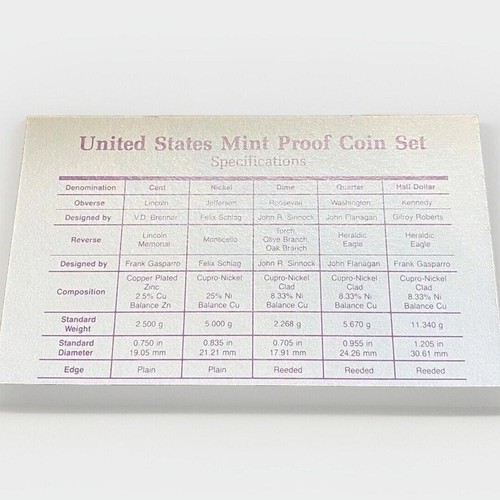 United States Mint Proof Coin Set
Specifications
Denomination Cent Nickel Dime Quarter Half Dollar
Obverse Lincoln Jefferson Roosevelt Washington Kennedy
Designed by V.D. Brenner Felix Schlag John R. Sinnock John Flanagan Gilroy Roberts
Reverse Lincoln Memorial Monticello Torch, Olive Branch, Oak Branch Heraldic Eagle Heraldic Eagle
Designed by Frank Gasparro Felix Schlag John R. Sinnock John Flanagan Frank Gasparro
Composition Copper Plated Zinc 2.5% Cu Balance Zn Cupro-Nickel 25% Ni Balance Cu Cupro-Nickel Clad 8.33% Ni Balance Cu Cupro-Nickel Clad 8.33% Ni Balance Cu Cupro-Nickel Clad 8.33% Ni Balance Cu
Standard Weight 2.500 g 5.000 g 2.268 g 5.670 g 11.340 g
Standard Diameter 0.750 in 19.05 mm 0.835 in 21.21 mm 0.705 in 17.91 mm 0.955 in 24.26 mm 1.205 in 30.61 mm
Edge Plain Plain Reeded Reeded Reeded